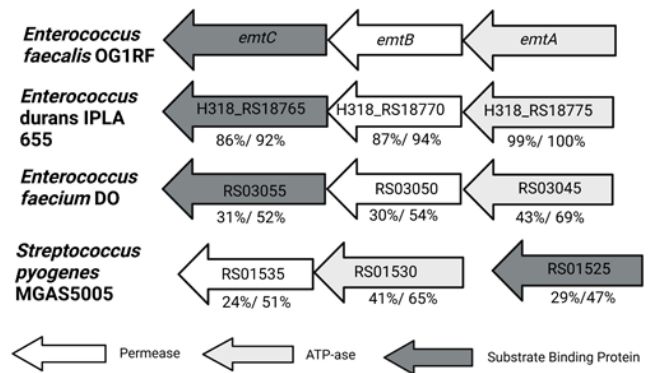 Enterococcus
faecalis OG1RF
emtC
emtB
emtA
Enterococcus
durans IPLA
655
H318_RS18765
H318_RS18770
H318_RS18775
86%/ 92%
87%/ 94%
99%/ 100%
Enterococcus
faecium DO
RS03055
RS03050
RS03045
31%/ 52%
30%/ 54%
43%/ 69%
Streptococcus
pyogenes
MGAS5005
RS01535
RS01530
RS01525
24%/ 51%
41%/ 65%
29%/47%
Permease
ATP-ase
Substrate Binding Protein